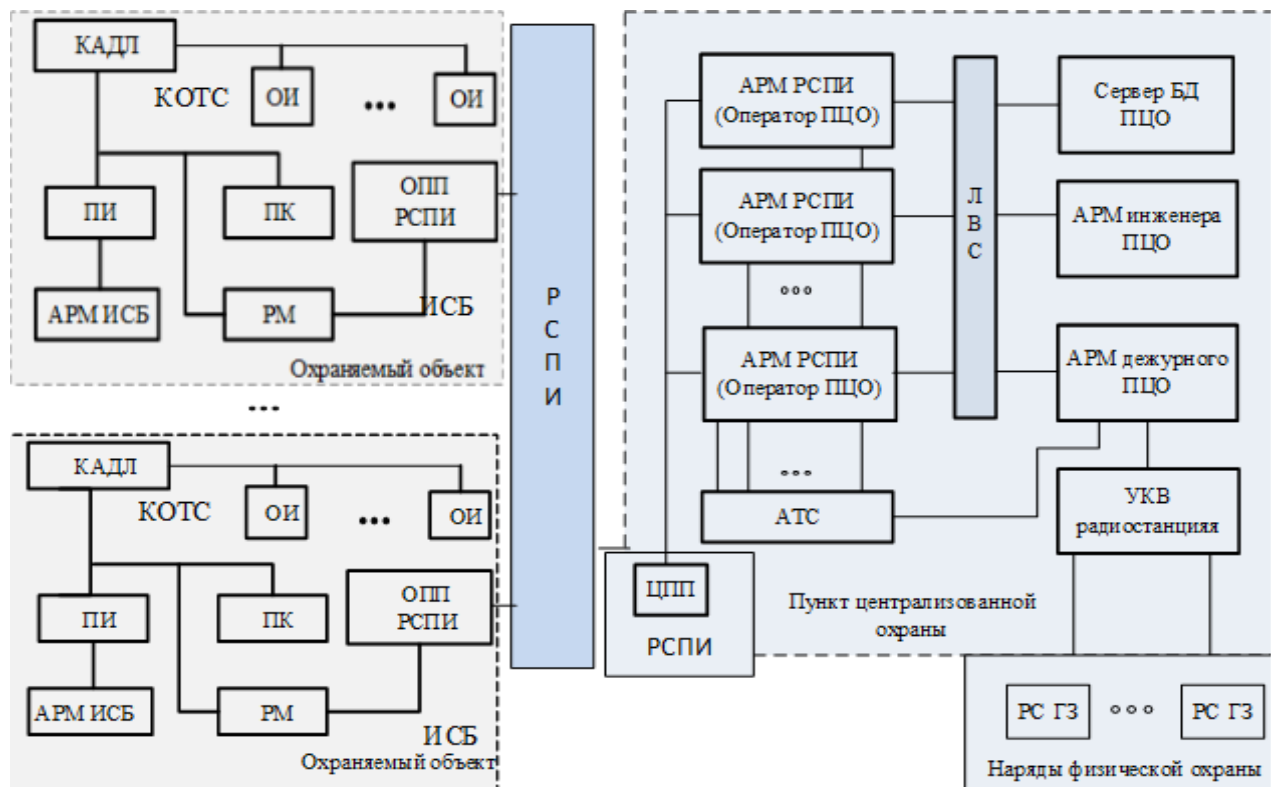 КАДЛ
КОТС
ОИ
...
ОИ
ПИ
ПК
ОПП
РСПИ
АРМ ИСБ
РМ
ИСБ
Охраняемый объект
...
КАДЛ
КОТС
ОИ
...
ОИ
ПИ
ПК
ОПП
РСПИ
АРМ ИСБ
РМ
ИСБ
Охраняемый объект
Р
С
П
И
АРМ РСПИ
(Оператор ПЦО)
АРМ РСПИ
(Оператор ПЦО)
°°°
АРМ РСПИ
(Оператор ПЦО)
°°°
АТС
Л
В
С
Сервер БД
ПЦО
АРМ инженера
ПЦО
АРМ дежурного
ПЦО
УКВ
радиостанцияя
ЦПП
РСПИ
Пункт централизованной
охраны
РС ГЗ
°°°
РС ГЗ
Наряды физической охраны